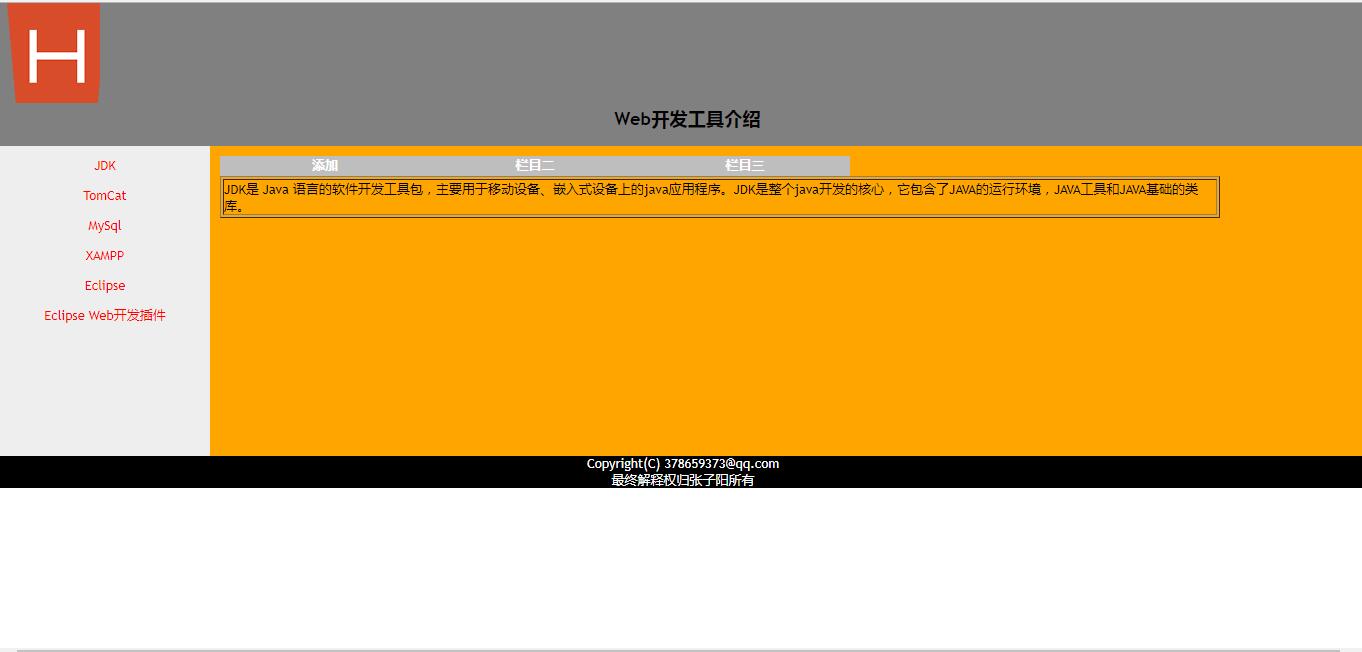 H
Web开发工具介绍
JDK
TomCat
MySql
XAMPP
Eclipse
Eclipse Web开发插件
添加 栏目二 栏目三
JDK是 Java 语言的软件开发工具包，主要用于移动设备、嵌入式设备上的java应用程序。JDK是整个java开发的核心，它包含了JAVA的运行环境，JAVA工具和JAVA基础的类
库。
Copyright(C) 378659373@qq.com
最终解释权归张子阳所有